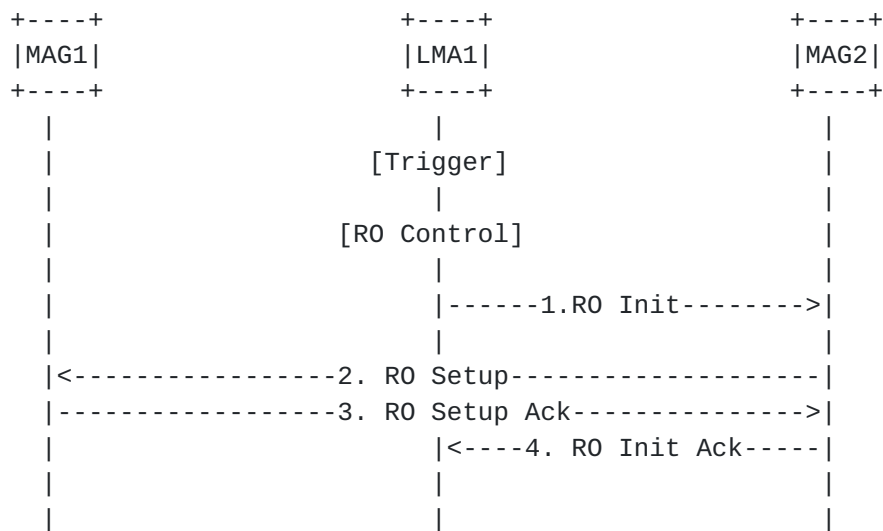 +----+                   +----+                   +----+
|MAG1|                   |LMA1|                   |MAG2|
+----+                   +----+                   +----+
  |                        |                        |
  |                    [Trigger]                    |
  |                        |                        |
  |                  [RO Control]                   |
  |                        |                        |
  |                        |------1.RO Init-------->|
  |                        |                        |
  |<-----------------2. RO Setup--------------------|
  |------------------3. RO Setup Ack--------------->|
  |                        |<----4. RO Init Ack-----|
  |                        |                        |
  |                        |                        |